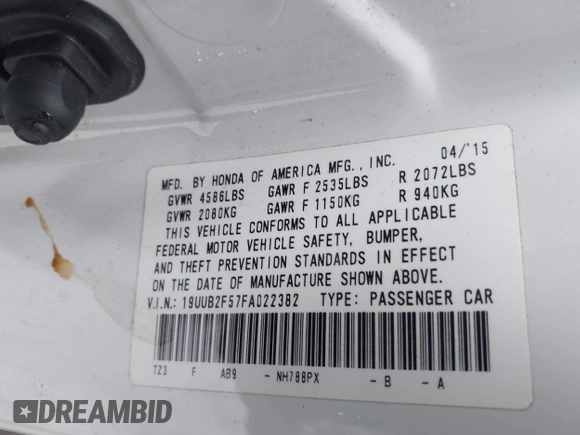 MFD. BY HONDA OF AMERICA MFG., INC. 04/'15
GVWR 4586LBS GAWR F 2535LBS R 2072LBS
GVWR 2080KG GAWR F 1150KG R 940KG
THIS VEHICLE CONFORMS TO ALL APPLICABLE
FEDERAL MOTOR VEHICLE SAFETY, BUMPER,
AND THEFT PREVENTION STANDARDS IN EFFECT
ON THE DATE OF MANUFACTURE SHOWN ABOVE.
V.I.N.: 19UUB2F57FA022382 TYPE: PASSENGER CAR
TZ3 F AB9 - NH788PX - B - A
DREAMBID